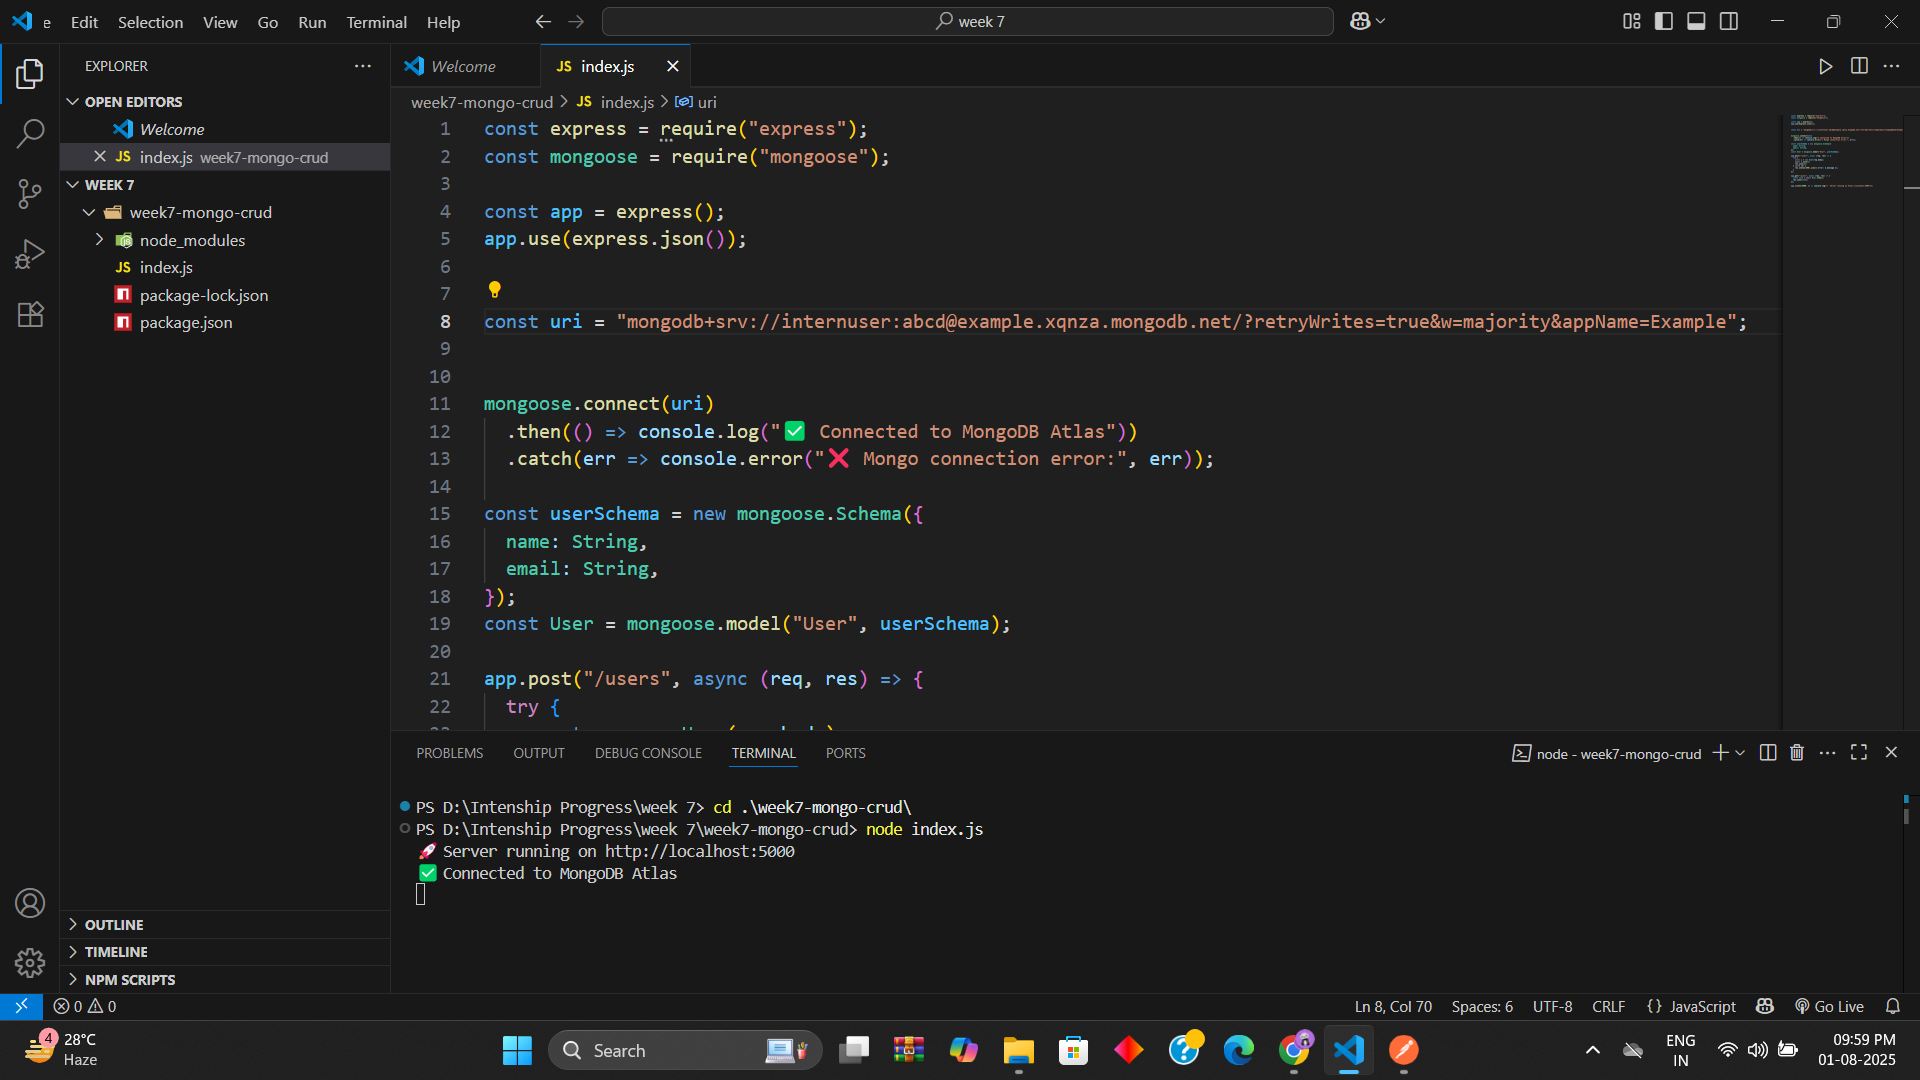 e Edit Selection View Go Run Terminal Help
week 7
EXPLORER
OPEN EDITORS
Welcome
JS index.js week7-mongo-crud
WEEK 7
week7-mongo-crud
node_modules
JS index.js
package-lock.json
package.json
OUTLINE
TIMELINE
NPM SCRIPTS
Welcome
JS index.js
week7-mongo-crud > JS index.js > uri
1 const express = require("express");
2 const mongoose = require("mongoose");
3
4 const app = express();
5 app.use(express.json());
6
7
8 const uri = "mongodb+srv://internuser:abcd@example.xqnza.mongodb.net/?retryWrites=true&w=majority&appName=Example";
9
10
11 mongoose.connect(uri)
12 .then(() => console.log("✅ Connected to MongoDB Atlas"))
13 .catch(err => console.error("❌ Mongo connection error:", err));
14
15 const userSchema = new mongoose.Schema({
16 name: String,
17 email: String,
18 });
19 const User = mongoose.model("User", userSchema);
20
21 app.post("/users", async (req, res) => {
22 try {
PROBLEMS OUTPUT DEBUG CONSOLE TERMINAL PORTS
node - week7-mongo-crud
PS D:\Intenship Progress\week 7> cd .\week7-mongo-crud\
PS D:\Intenship Progress\week 7\week7-mongo-crud> node index.js
🚀 Server running on http://localhost:5000
✅ Connected to MongoDB Atlas
0 0
Ln 8, Col 70 Spaces: 6 UTF-8 CRLF {} JavaScript Go Live
4
28°C
Haze
Search
ENG
IN
09:59 PM
01-08-2025